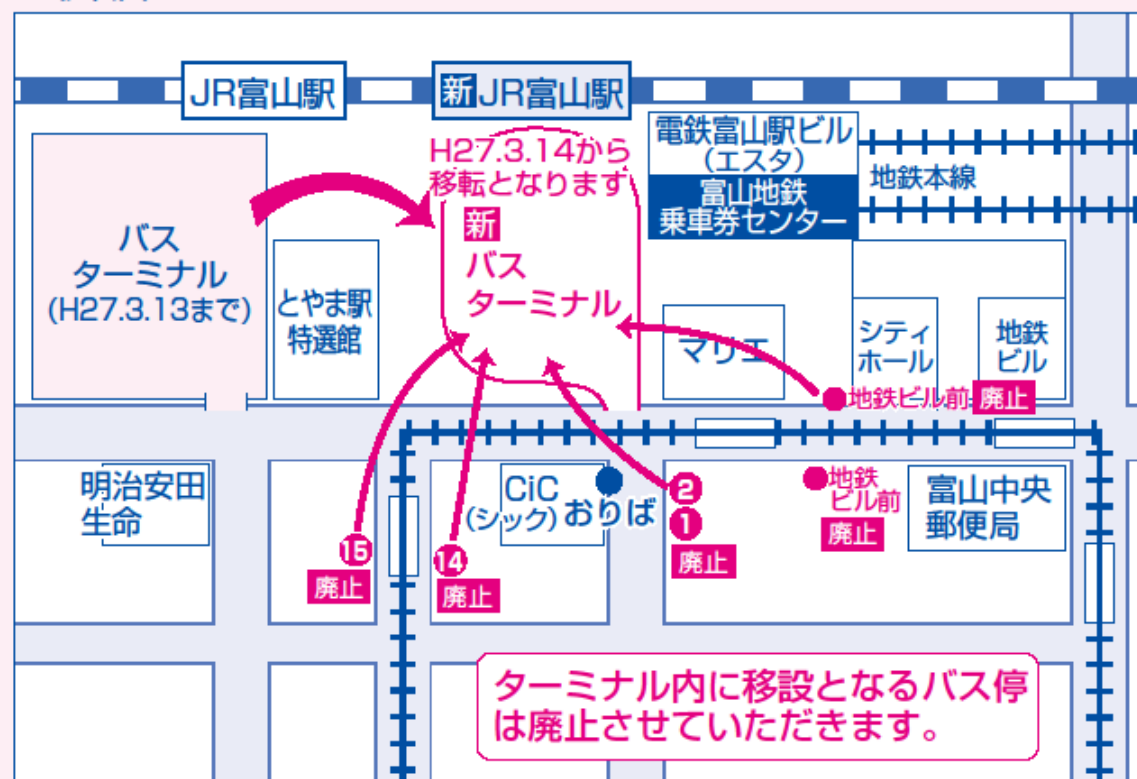 JR富山駅
新JR富山駅
H27.3.14から
移転となります
新
バス
ターミナル
電鉄富山駅ビル
(エスタ)
富山地鉄
乗車券センター
地鉄本線
バス
ターミナル
(H27.3.13まで)
とやま駅
特選館
マリエ
シティ
ホール
地鉄
ビル
地鉄ビル前 廃止
明治安田
生命
CiC
(シック)
おりば
2
1
廃止
地鉄
ビル前
廃止
富山中央
郵便局
15
廃止
14
廃止
ターミナル内に移設となるバス停
は廃止させていただきます。